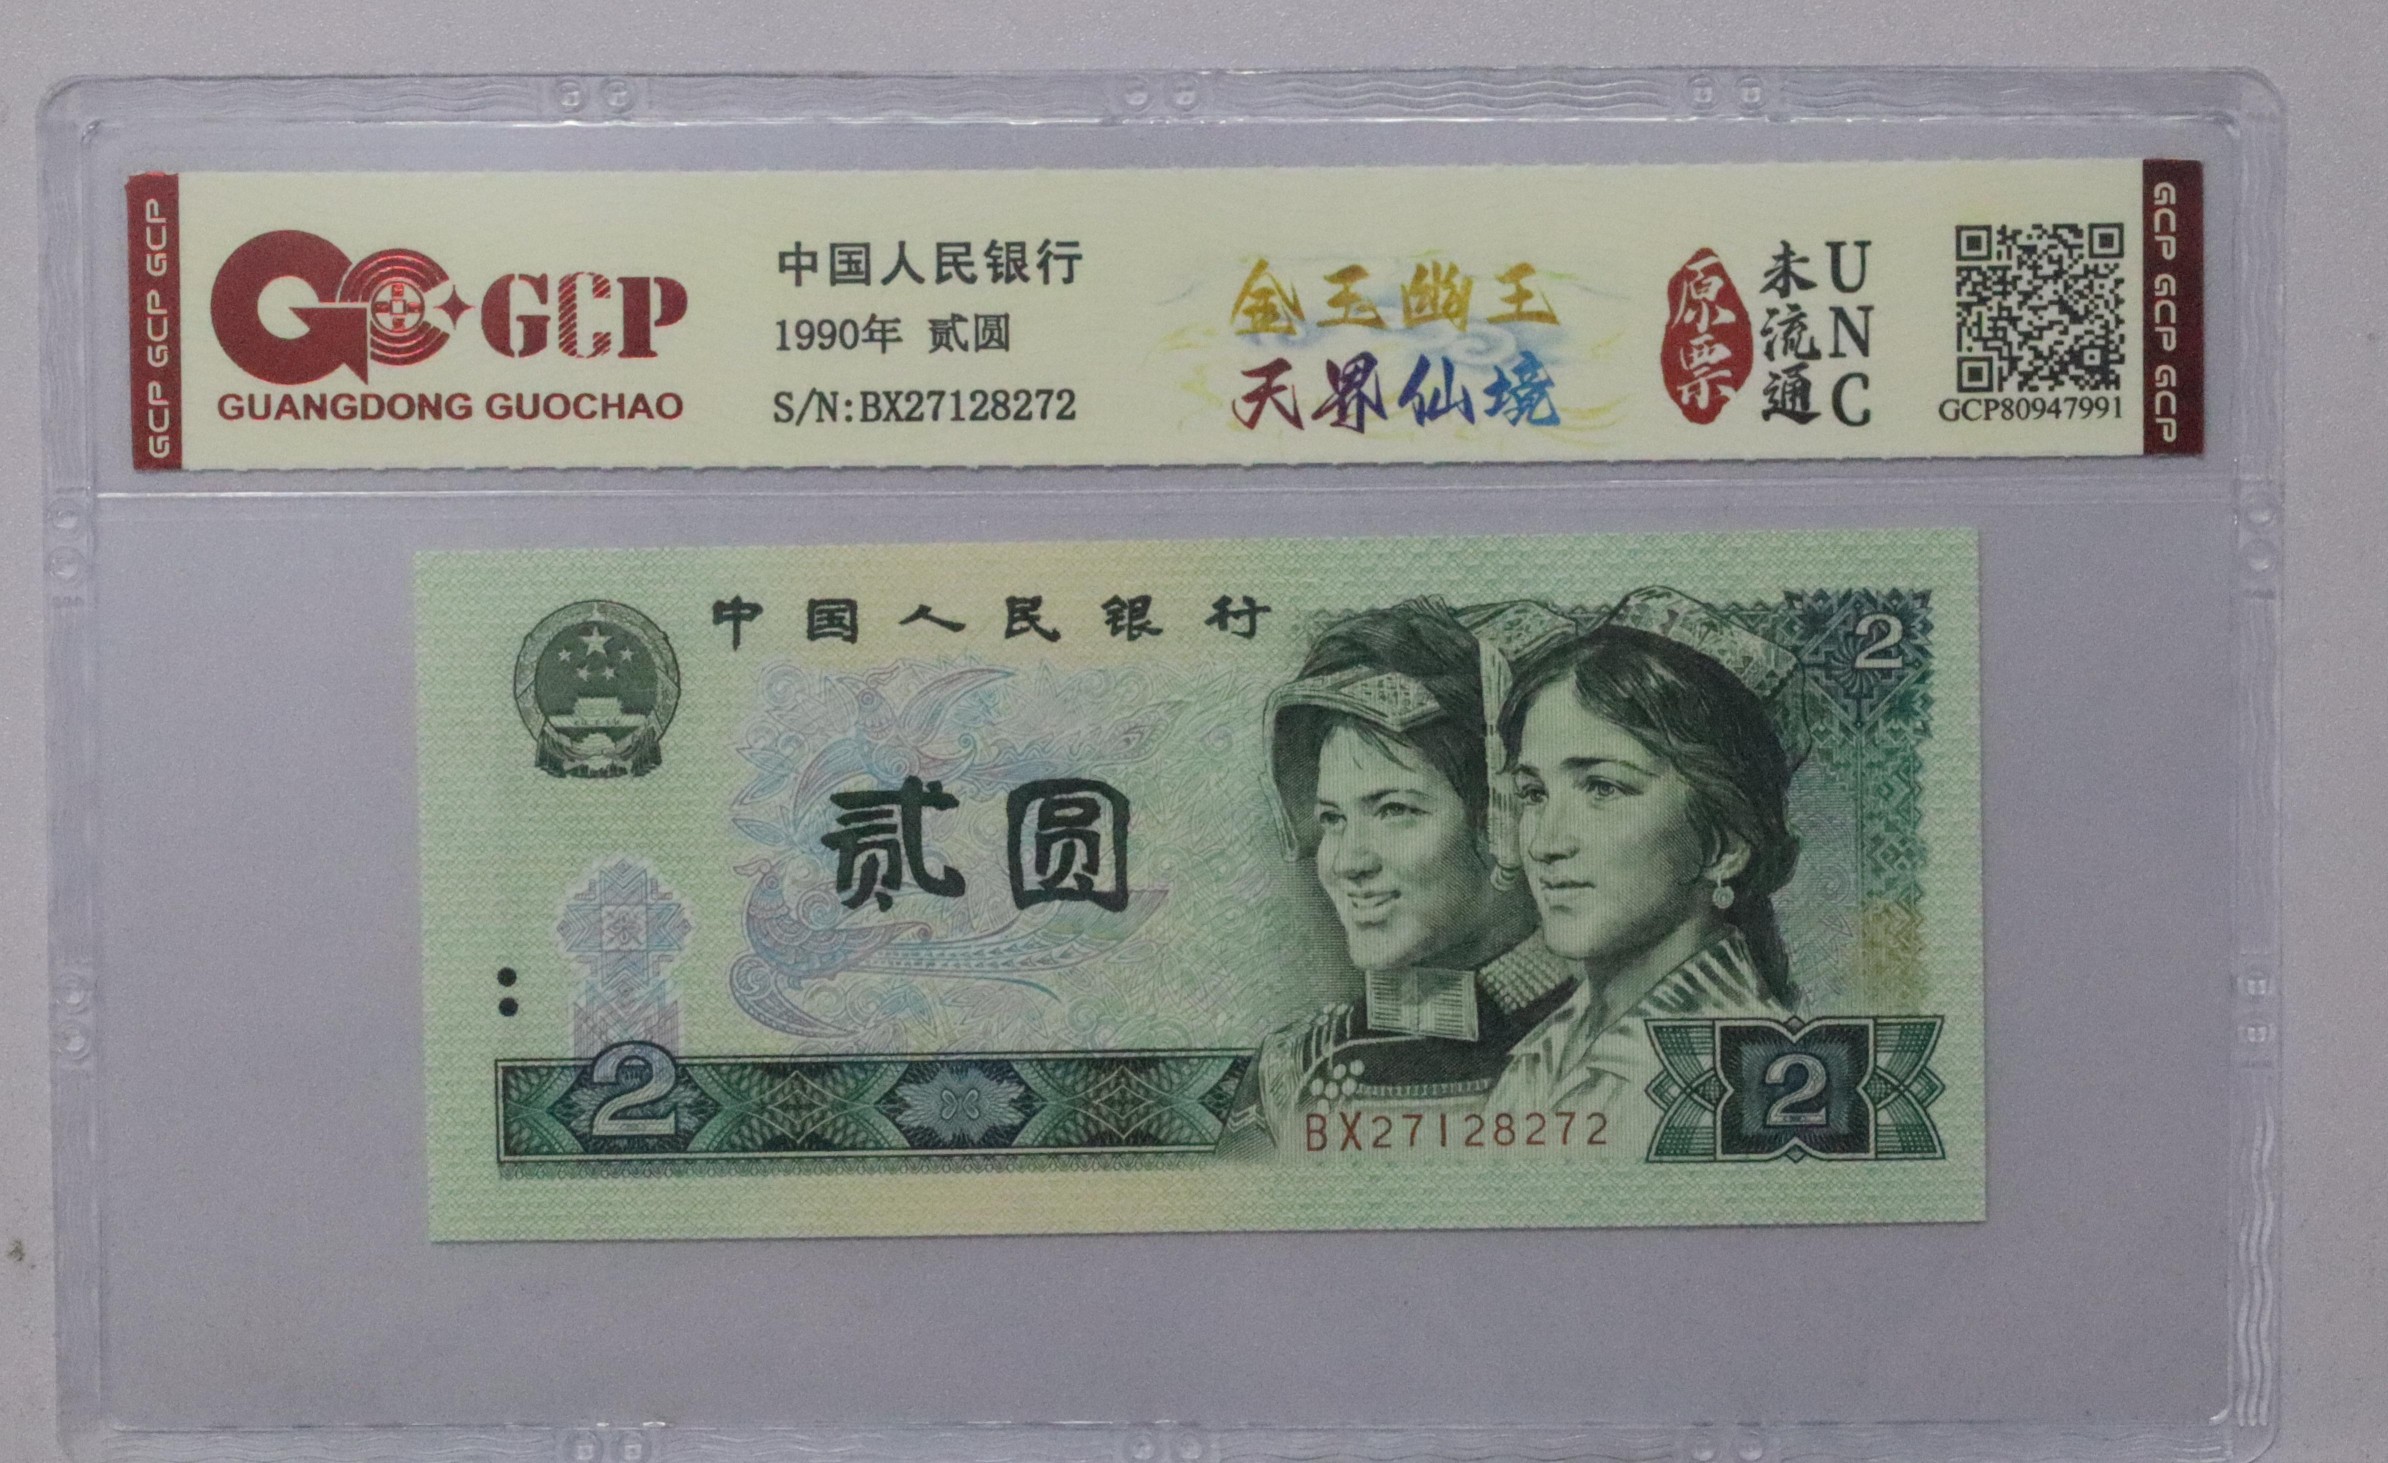 GCP GCP GCP
GCP
GUANGDONG GUOCHAO
中国人民银行
1990年 贰圆
S/N:BX27128272
金玉幽王
天界仙境
原票
未流通
UNC
GCP80947991
GCP GCP GCP
中国人民银行
2
贰圆
2
BX27128272
2